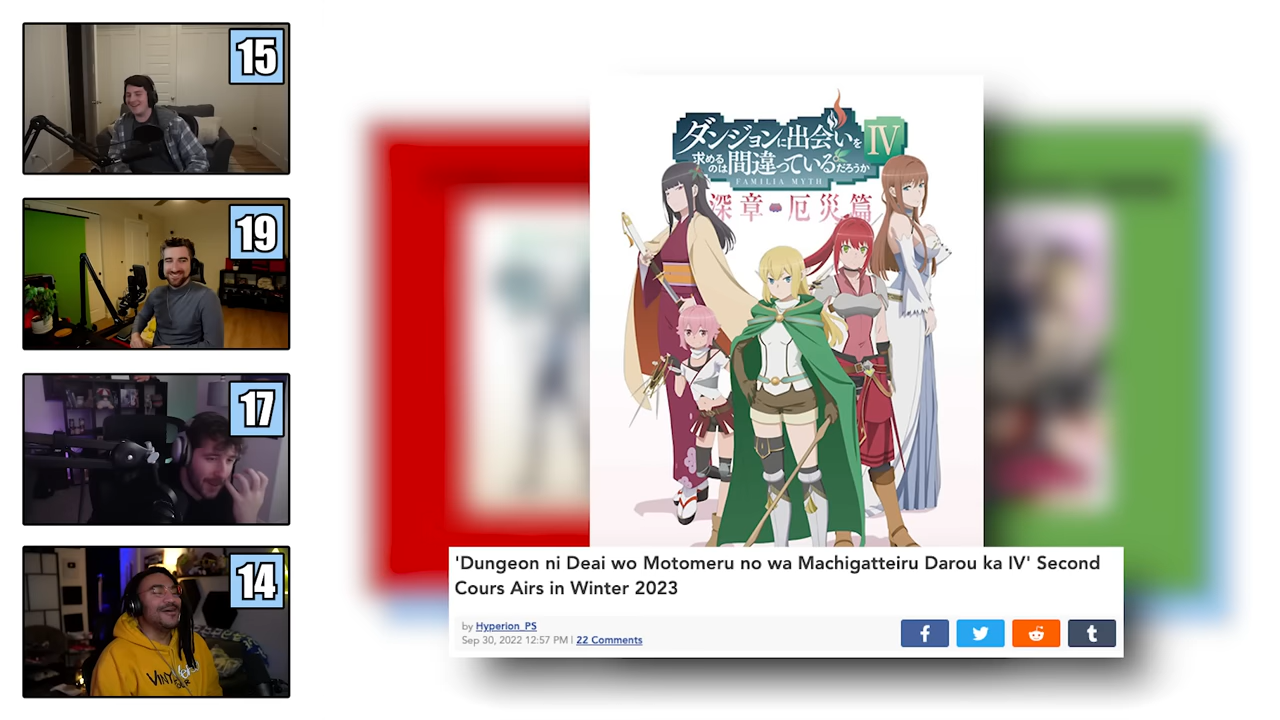 15
19
17
14
ダンジョンに出会いを
求めるのは間違っているだろうか
IV
FAMILIA MYTH
深章 厄災篇
'Dungeon ni Deai wo Motomeru no wa Machigatteiru Darou ka IV' Second
Cours Airs in Winter 2023
by Hyperion_PS
Sep 30, 2022 12:57 PM | 22 Comments